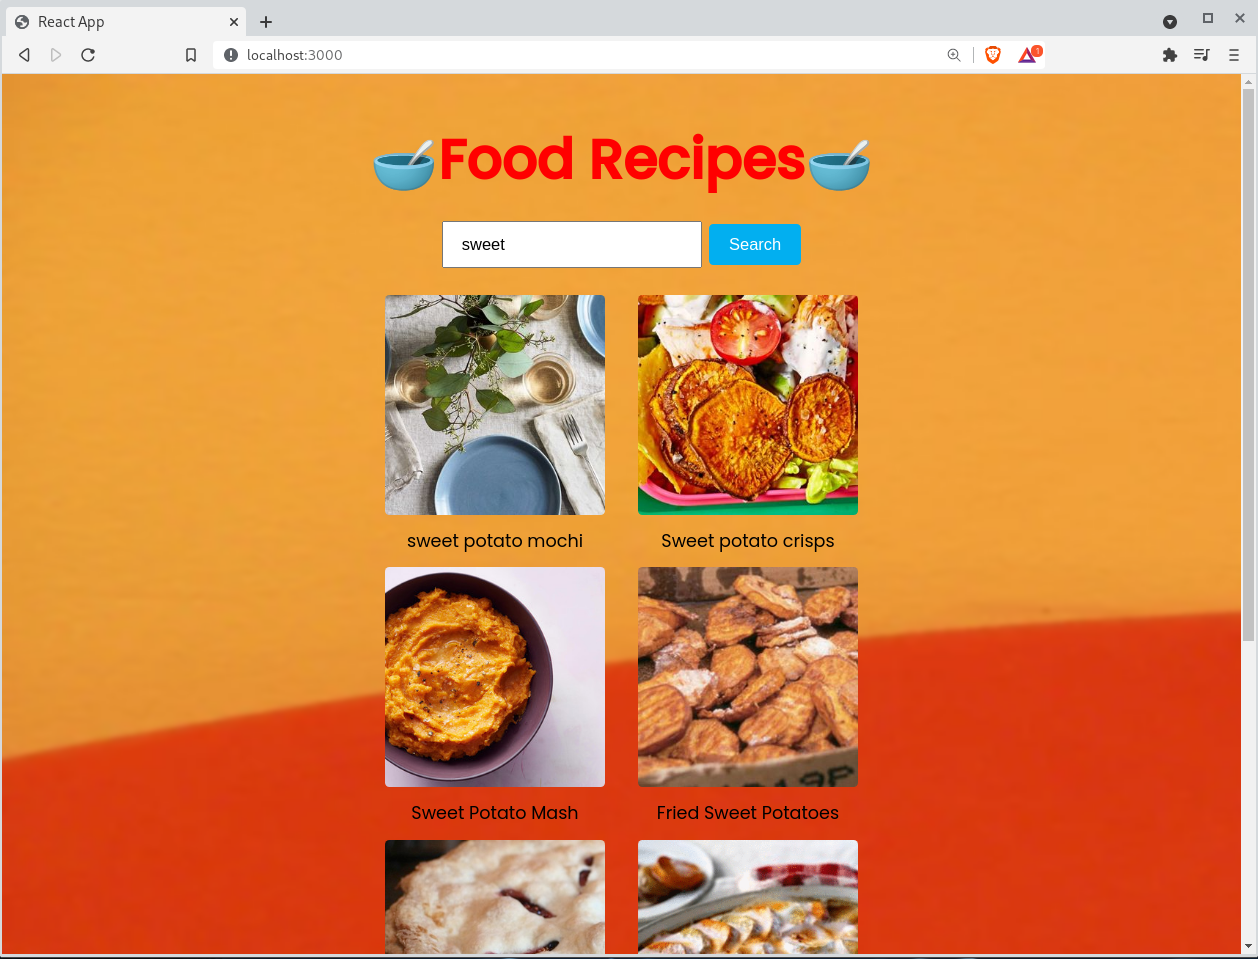 React App
localhost:3000
1
Food Recipes
sweet
Search
sweet potato mochi
Sweet potato crisps
Sweet Potato Mash
Fried Sweet Potatoes